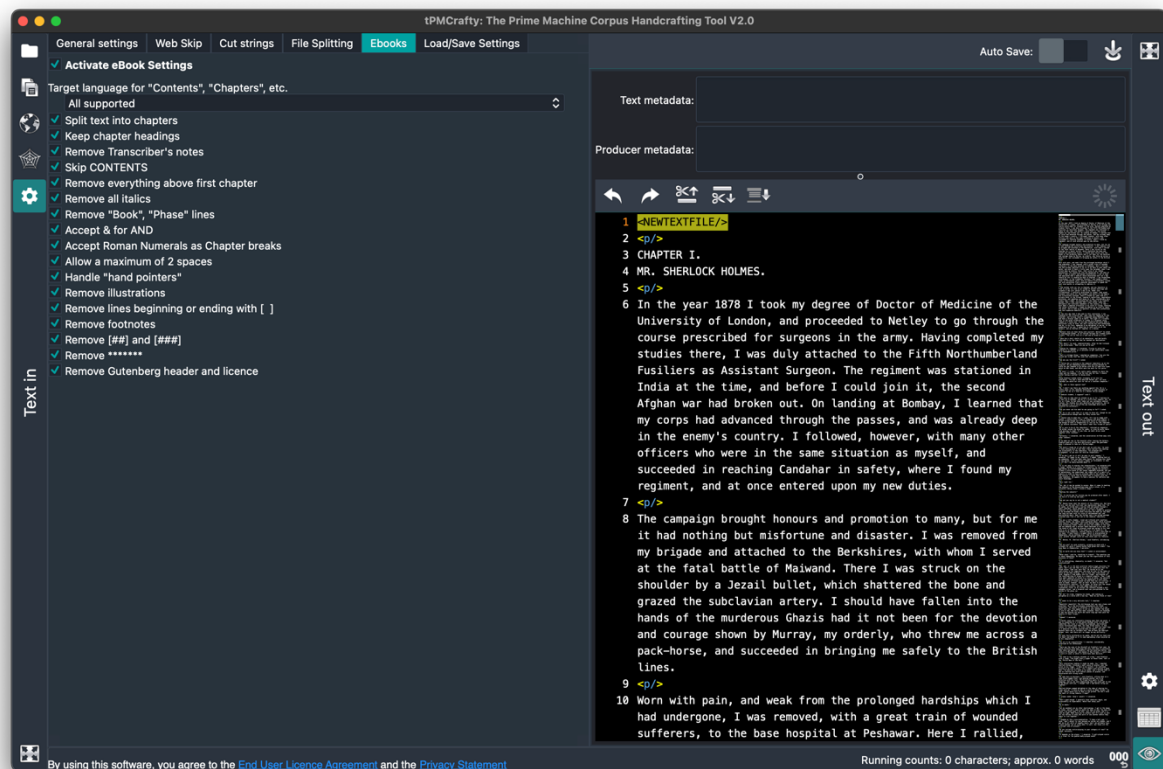 tPMCrafty: The Prime Machine Corpus Handcrafting Tool V2.0
General settings Web Skip Cut strings File Splitting Ebooks Load/Save Settings
Activate eBook Settings
Target language for "Contents", "Chapters", etc.
All supported
Split text into chapters
Keep chapter headings
Remove Transcriber's notes
Skip CONTENTS
Remove everything above first chapter
Remove all italics
Remove "Book", "Phase" lines
Accept & for AND
Accept Roman Numerals as Chapter breaks
Allow a maximum of 2 spaces
Handle "hand pointers"
Remove illustrations
Remove lines beginning or ending with [ ]
Remove footnotes
Remove [##] and [###]
Remove *******
Remove Gutenberg header and licence
Text in
By using this software, you agree to the End User Licence Agreement and the Privacy Statement
Auto Save:
Text metadata:
Producer metadata:
1 <NEWTEXTFILE/>
2 <p/>
3 CHAPTER I.
4 MR. SHERLOCK HOLMES.
5 <p/>
6 In the year 1878 I took my degree of Doctor of Medicine of the
University of London, and proceeded to Netley to go through the
course prescribed for surgeons in the army. Having completed my
studies there, I was duly attached to the Fifth Northumberland
Fusiliers as Assistant Surgeon. The regiment was stationed in
India at the time, and before I could join it, the second
Afghan war had broken out. On landing at Bombay, I learned that
my corps had advanced through the passes, and was already deep
in the enemy's country. I followed, however, with many other
officers who were in the same situation as myself, and
succeeded in reaching Candahar in safety, where I found my
regiment, and at once entered upon my new duties.
7 <p/>
8 The campaign brought honours and promotion to many, but for me
it had nothing but misfortune and disaster. I was removed from
my brigade and attached to the Berkshires, with whom I served
at the fatal battle of Maiwand. There I was struck on the
shoulder by a Jezail bullet, which shattered the bone and
grazed the subclavian artery. I should have fallen into the
hands of the murderous Ghazis had it not been for the devotion
and courage shown by Murray, my orderly, who threw me across a
pack-horse, and succeeded in bringing me safely to the British
lines.
9 <p/>
10 Worn with pain, and weak from the prolonged hardships which I
had undergone, I was removed, with a great train of wounded
sufferers, to the base hospital at Peshawar. Here I rallied,
Text out
Running counts: 0 characters; approx. 0 words
000